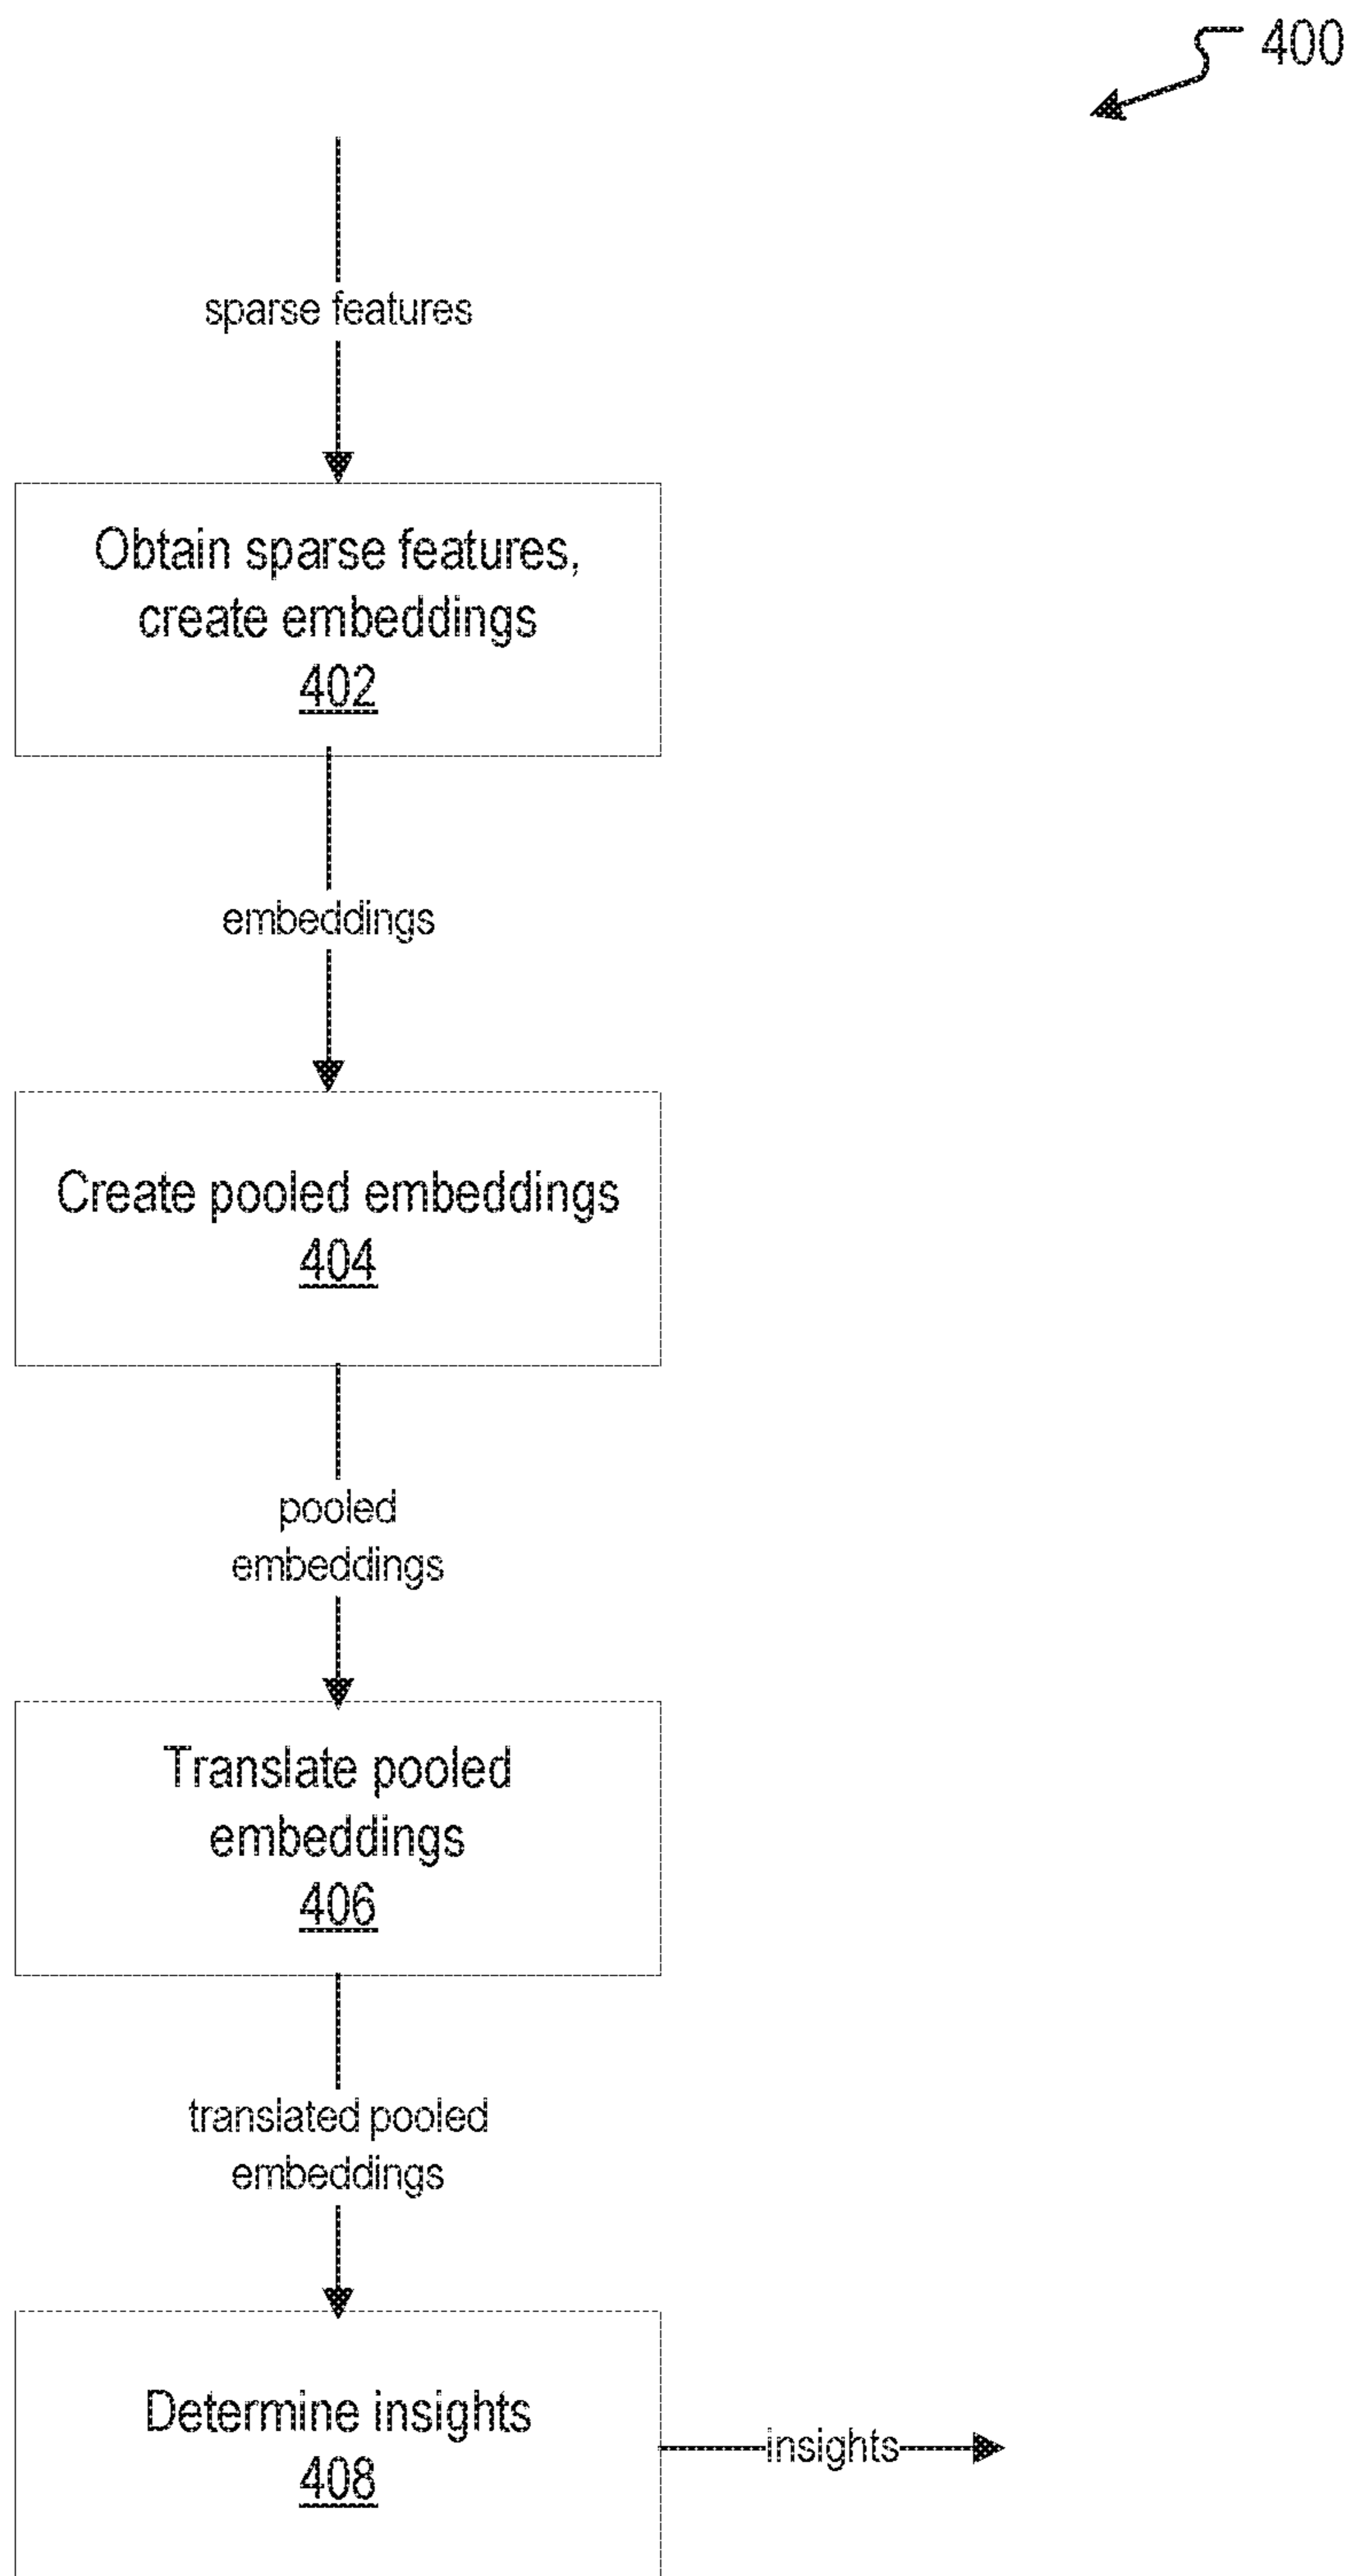 400
sparse features
Obtain sparse features,
create embeddings
402
embeddings
Create pooled embeddings
404
pooled
embeddings
Translate pooled
embeddings
406
translated pooled
embeddings
Determine insights
408
insights